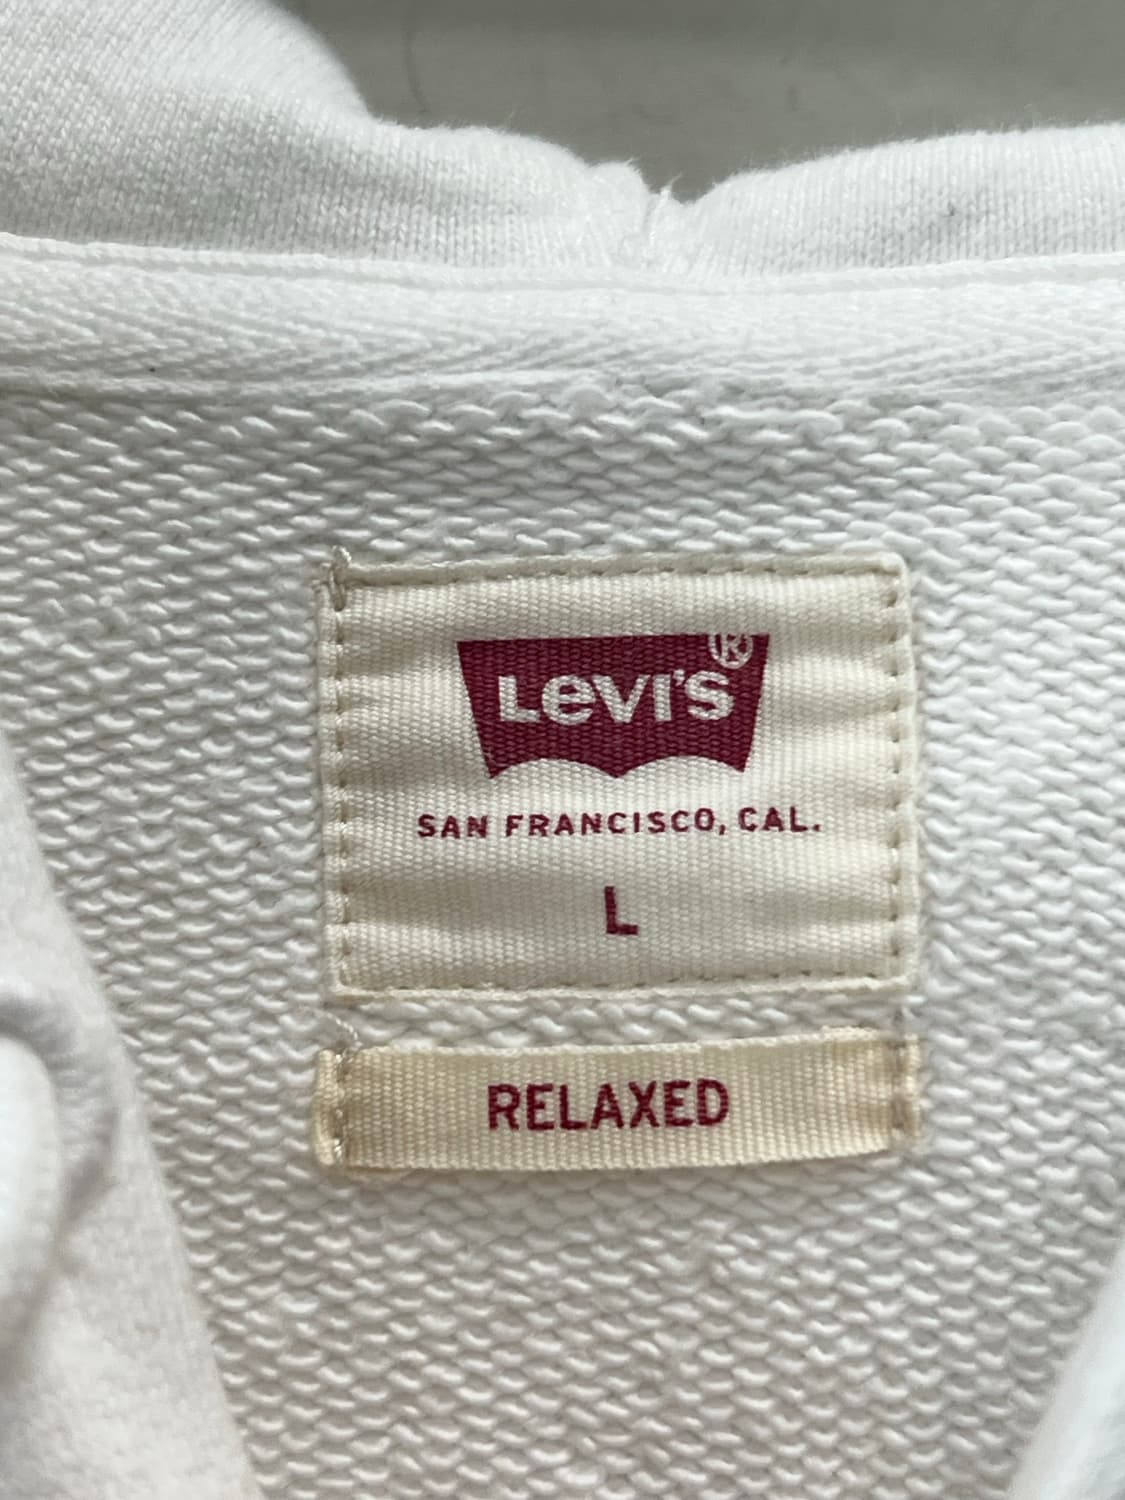 Levi's®
SAN FRANCISCO, CAL.
L
RELAXED